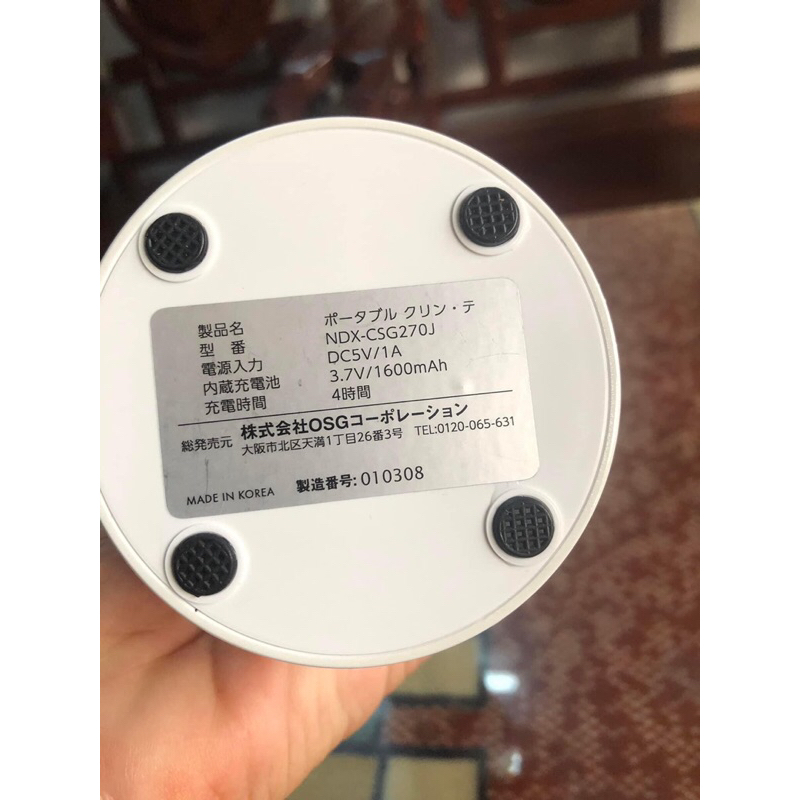 製品名 ポータブル クリン・テ
型 番 NDX-CSG270J
電源入力 DC5V/1A
内蔵充電池 3.7V/1600mAh
充電時間 4時間
総発売元 株式会社OSGコーポレーション
大阪市北区天満1丁目26番3号 TEL:0120-065-631
MADE IN KOREA 製造番号: 010308